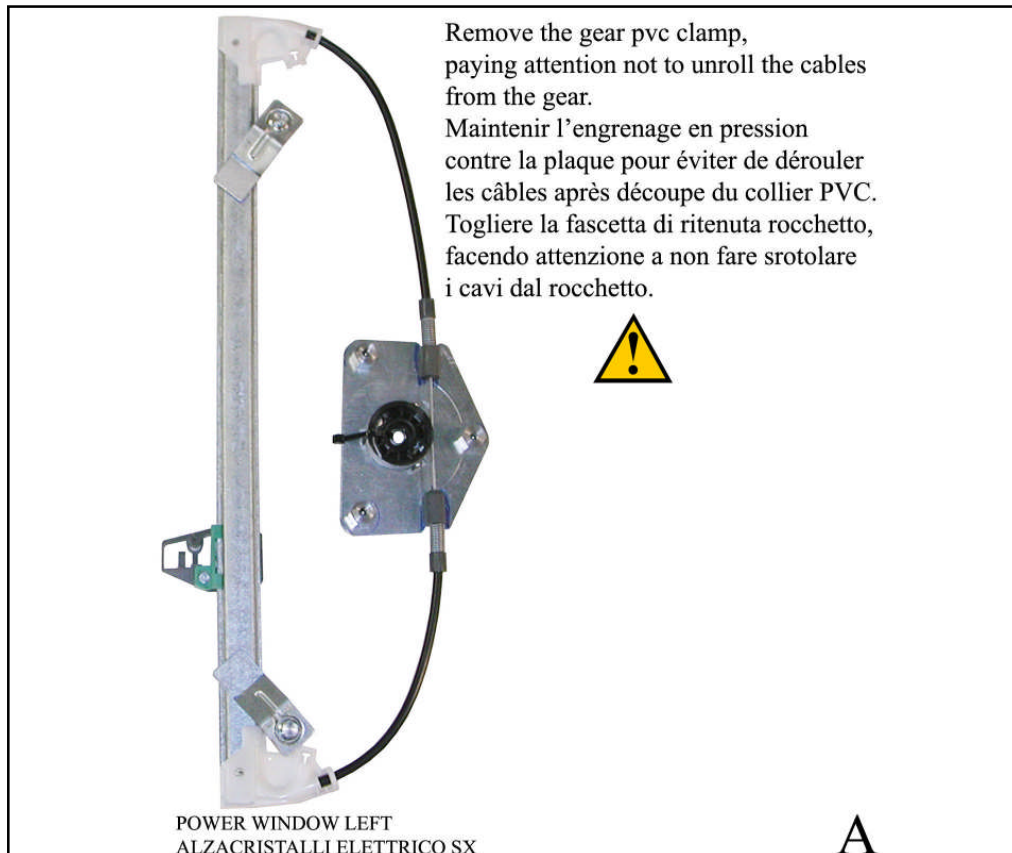 Remove the gear pvc clamp,
paying attention not to unroll the cables
from the gear.
Maintenir l’engrenage en pression
contre la plaque pour éviter de dérouler
les câbles après découpe du collier PVC.
Togliere la fascetta di ritenuta rocchetto,
facendo attenzione a non fare srotolare
i cavi dal rocchetto.
POWER WINDOW LEFT
ALZACRISTALLI ELETTRICO SX
A